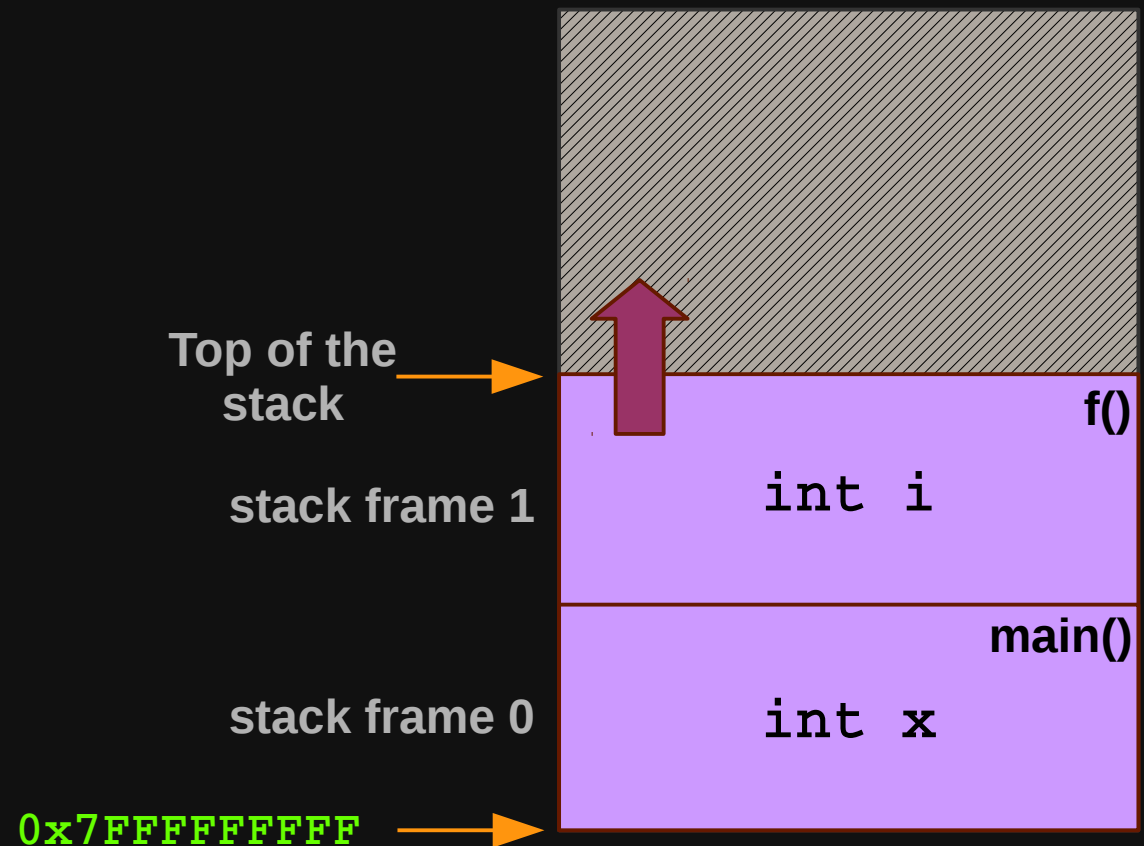 Top of the
stack
f()
stack frame 1
int i
main()
stack frame 0
int x
0x7FFFFFFFFF